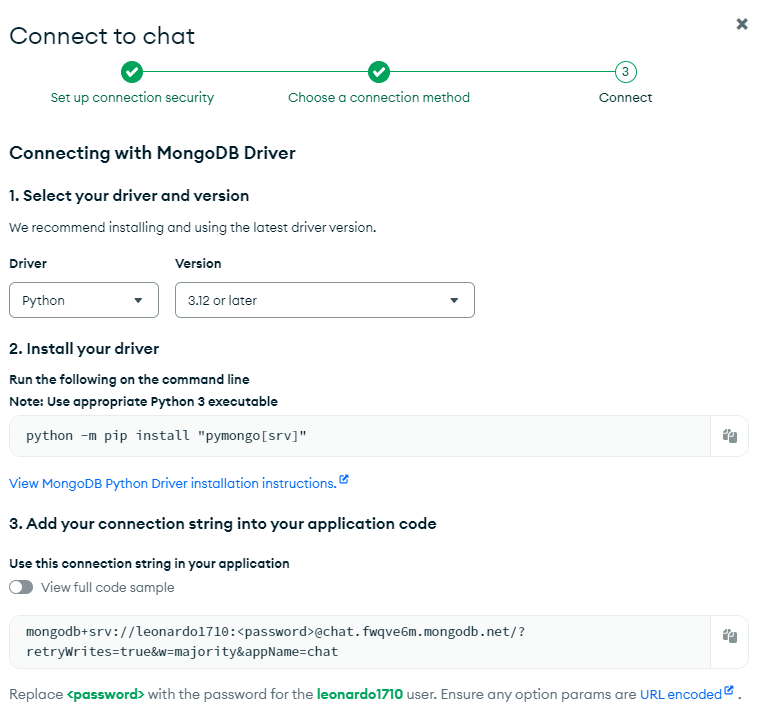 Connect to chat
Set up connection security
Choose a connection method
3
Connect
Connecting with MongoDB Driver
1. Select your driver and version
We recommend installing and using the latest driver version.
Driver
Version
Python
3.12 or later
2. Install your driver
Run the following on the command line
Note: Use appropriate Python 3 executable
python -m pip install "pymongo[srv]"
View MongoDB Python Driver installation instructions.
3. Add your connection string into your application code
Use this connection string in your application
View full code sample
mongodb+srv://leonardo1710:<password>@chat.fwqve6m.mongodb.net/?
retryWrites=true&w=majority&appName=chat
Replace <password> with the password for the leonardo1710 user. Ensure any option params are URL encoded .